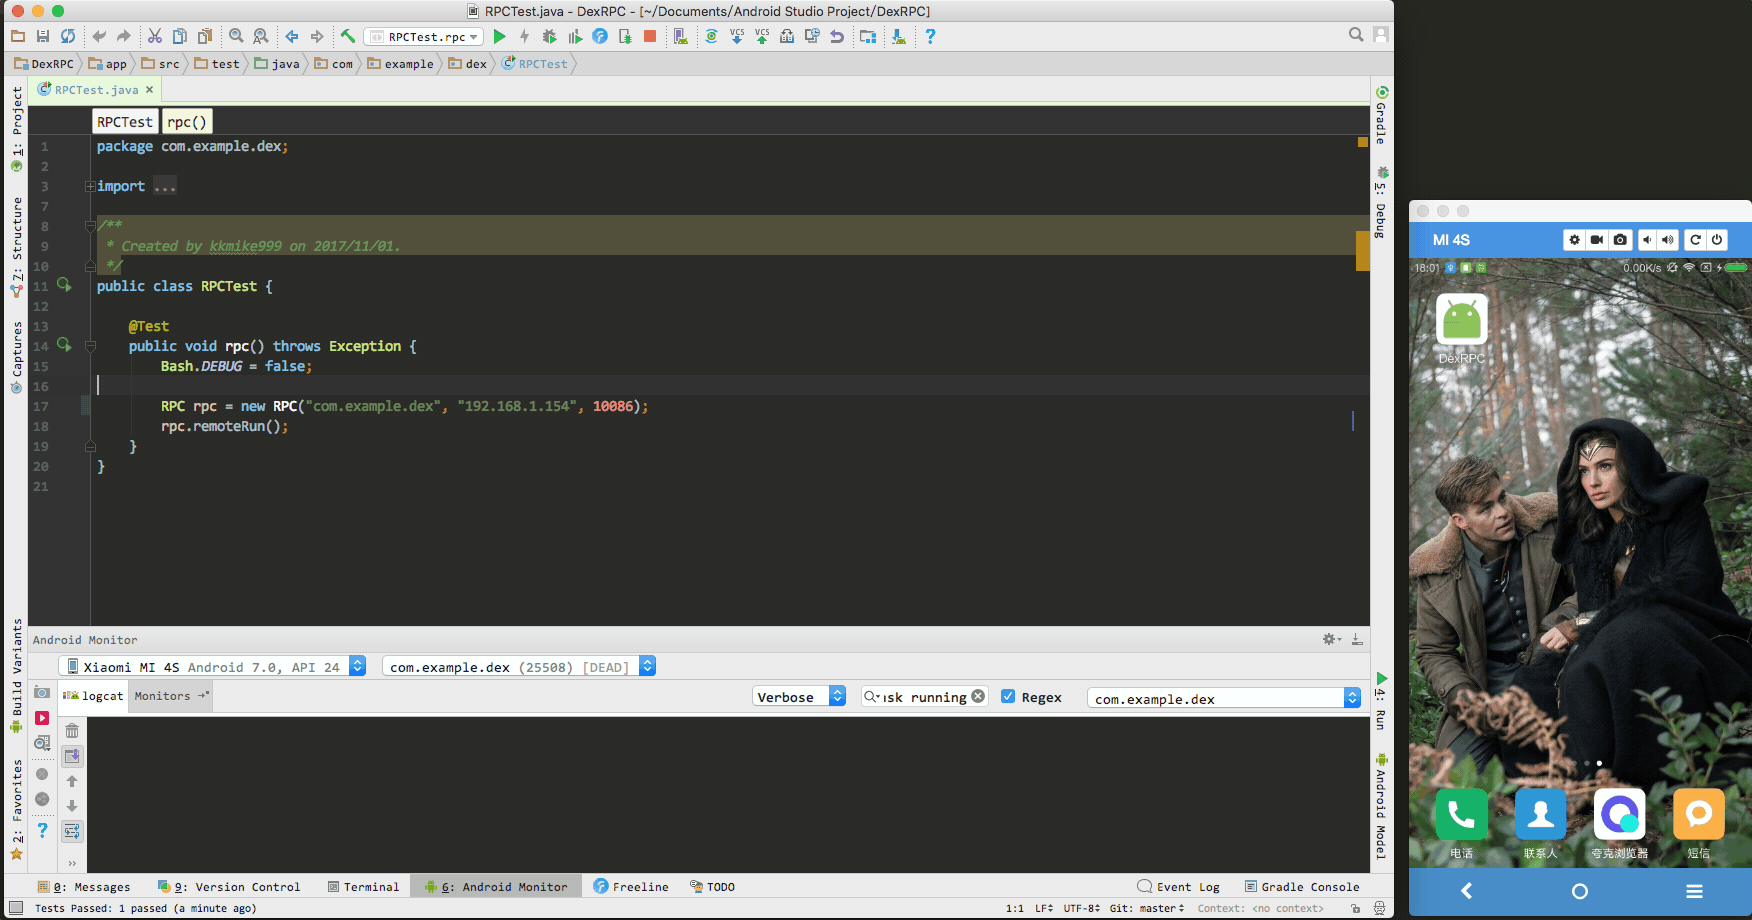 RPCTest.java - DexRPC - [~/Documents/Android Studio Project/DexRPC]
RPCTest.rpc
VCS VCS
DexRPC app src test java com example dex RPCTest
RPCTest.java ×
RPCTest rpc()
1 package com.example.dex;
2
3 import ...
7
8 /**
9 * Created by kkmike999 on 2017/11/01.
10 */
11 public class RPCTest {
12
13 @Test
14 public void rpc() throws Exception {
15 Bash.DEBUG = false;
16
17 RPC rpc = new RPC("com.example.dex", "192.168.1.154", 10086);
18 rpc.remoteRun();
19 }
20 }
21
1: Project
7: Structure
Captures
Build Variants
2: Favorites
Gradle
5: Debug
4: Run
Android Model
Android Monitor
Xiaomi MI 4S Android 7.0, API 24
com.example.dex (25508) [DEAD]
logcat Monitors
Verbose
sk running
Regex
com.example.dex
0: Messages 9: Version Control Terminal 6: Android Monitor Freeline TODO Event Log Gradle Console
Tests Passed: 1 passed (a minute ago) 1:1 LF UTF-8 Git: master Context: <no context>
MI 4S
18:01 0.00K/s
DexRPC
电话 联系人 夸克浏览器 短信